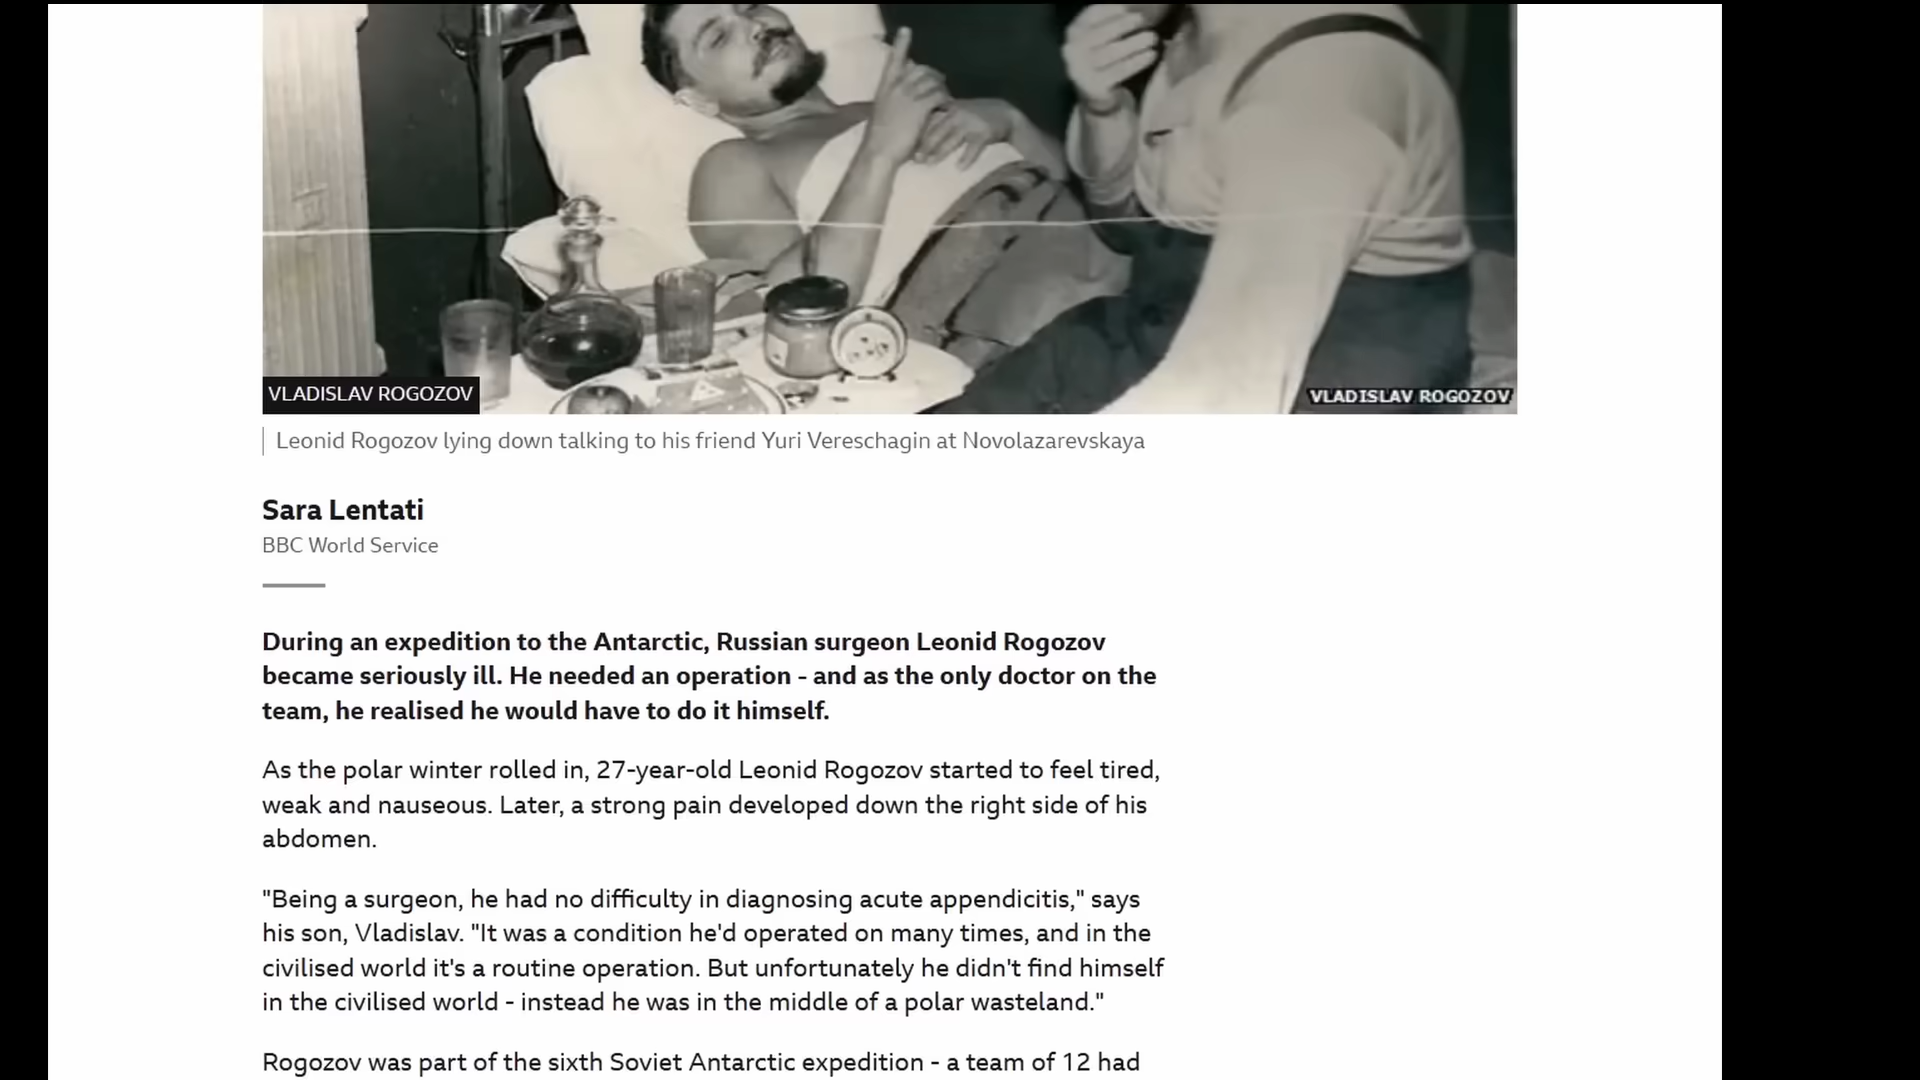 VLADISLAV ROGOZOV
VLADISLAV ROGOZOV
Leonid Rogozov lying down talking to his friend Yuri Vereschagin at Novolazarevskaya
Sara Lentati
BBC World Service
During an expedition to the Antarctic, Russian surgeon Leonid Rogozov
became seriously ill. He needed an operation - and as the only doctor on the
team, he realised he would have to do it himself.
As the polar winter rolled in, 27-year-old Leonid Rogozov started to feel tired,
weak and nauseous. Later, a strong pain developed down the right side of his
abdomen.
"Being a surgeon, he had no difficulty in diagnosing acute appendicitis," says
his son, Vladislav. "It was a condition he'd operated on many times, and in the
civilised world it's a routine operation. But unfortunately he didn't find himself
in the civilised world - instead he was in the middle of a polar wasteland."
Rogozov was part of the sixth Soviet Antarctic expedition - a team of 12 had